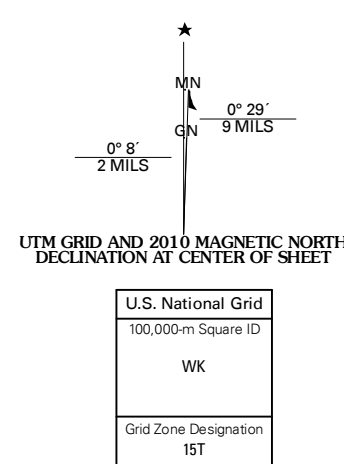 MN
0° 29´
9 MILS
GN
0° 8´
2 MILS
UTM GRID AND 2010 MAGNETIC NORTH
DECLINATION AT CENTER OF SHEET
U.S. National Grid
100,000-m Square ID
WK
Grid Zone Designation
15T